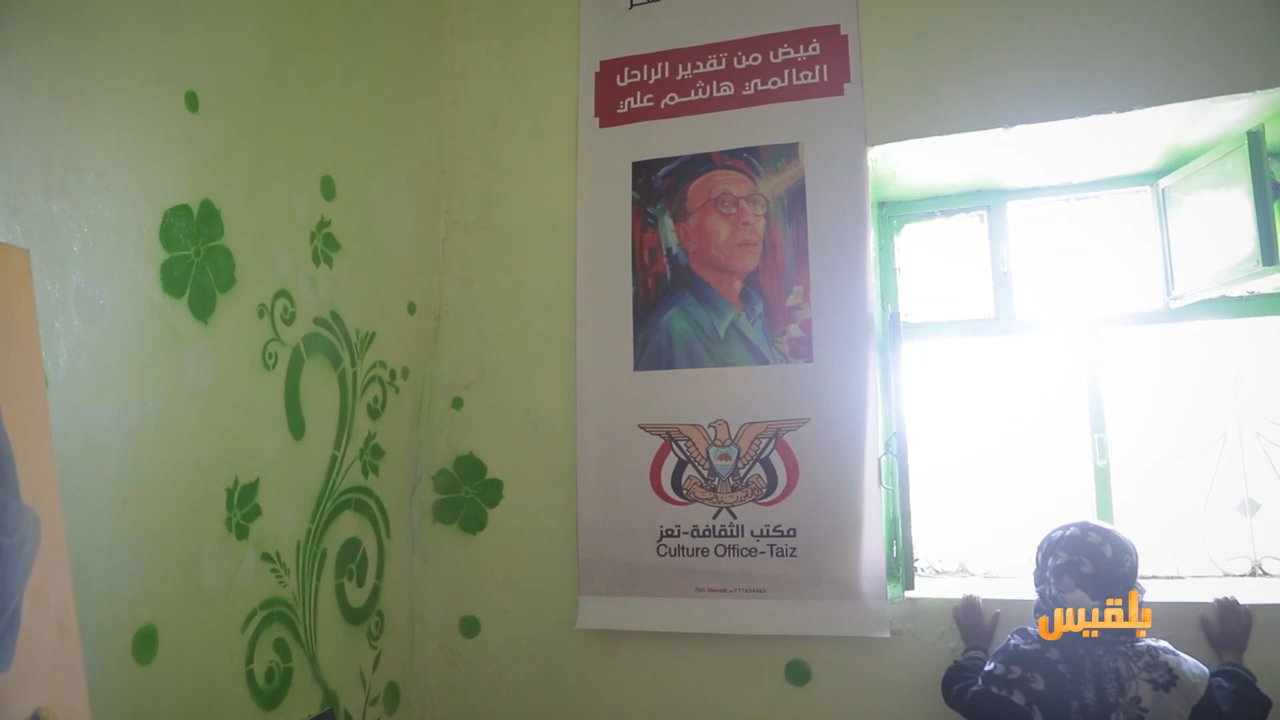 فيض من تقدير الراحل
العالمي هاشم علي
مكتب الثقافة-تعز
Culture Office-Taiz
بلقيس